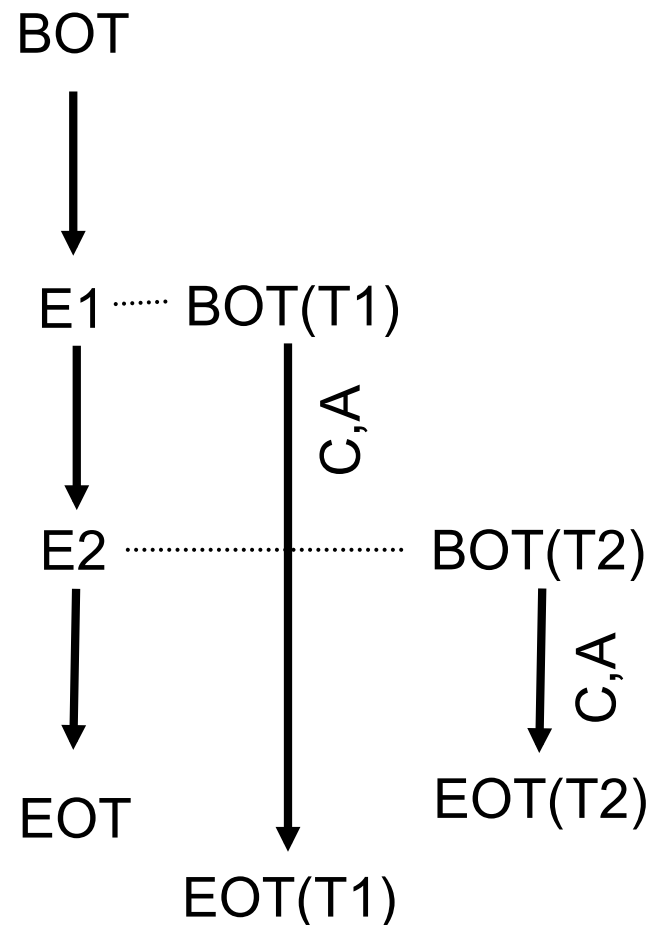 BOT
E1
BOT(T1)
C,A
E2
BOT(T2)
C,A
EOT
EOT(T2)
EOT(T1)